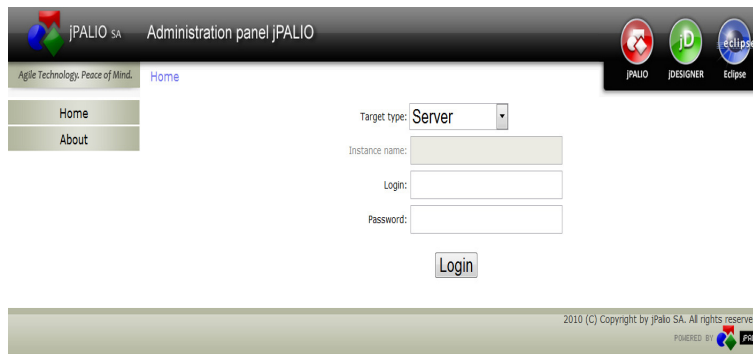 jPALIO SA
Administration panel jPALIO
jPALIO
jDESIGNER
eclipse
Eclipse
Agile Technology. Peace of Mind.
Home
Home
About
Target type: Server
Instance name:
Login:
Password:
Login
2010 (C) Copyright by jPalio SA. All rights reserve
POWERED BY